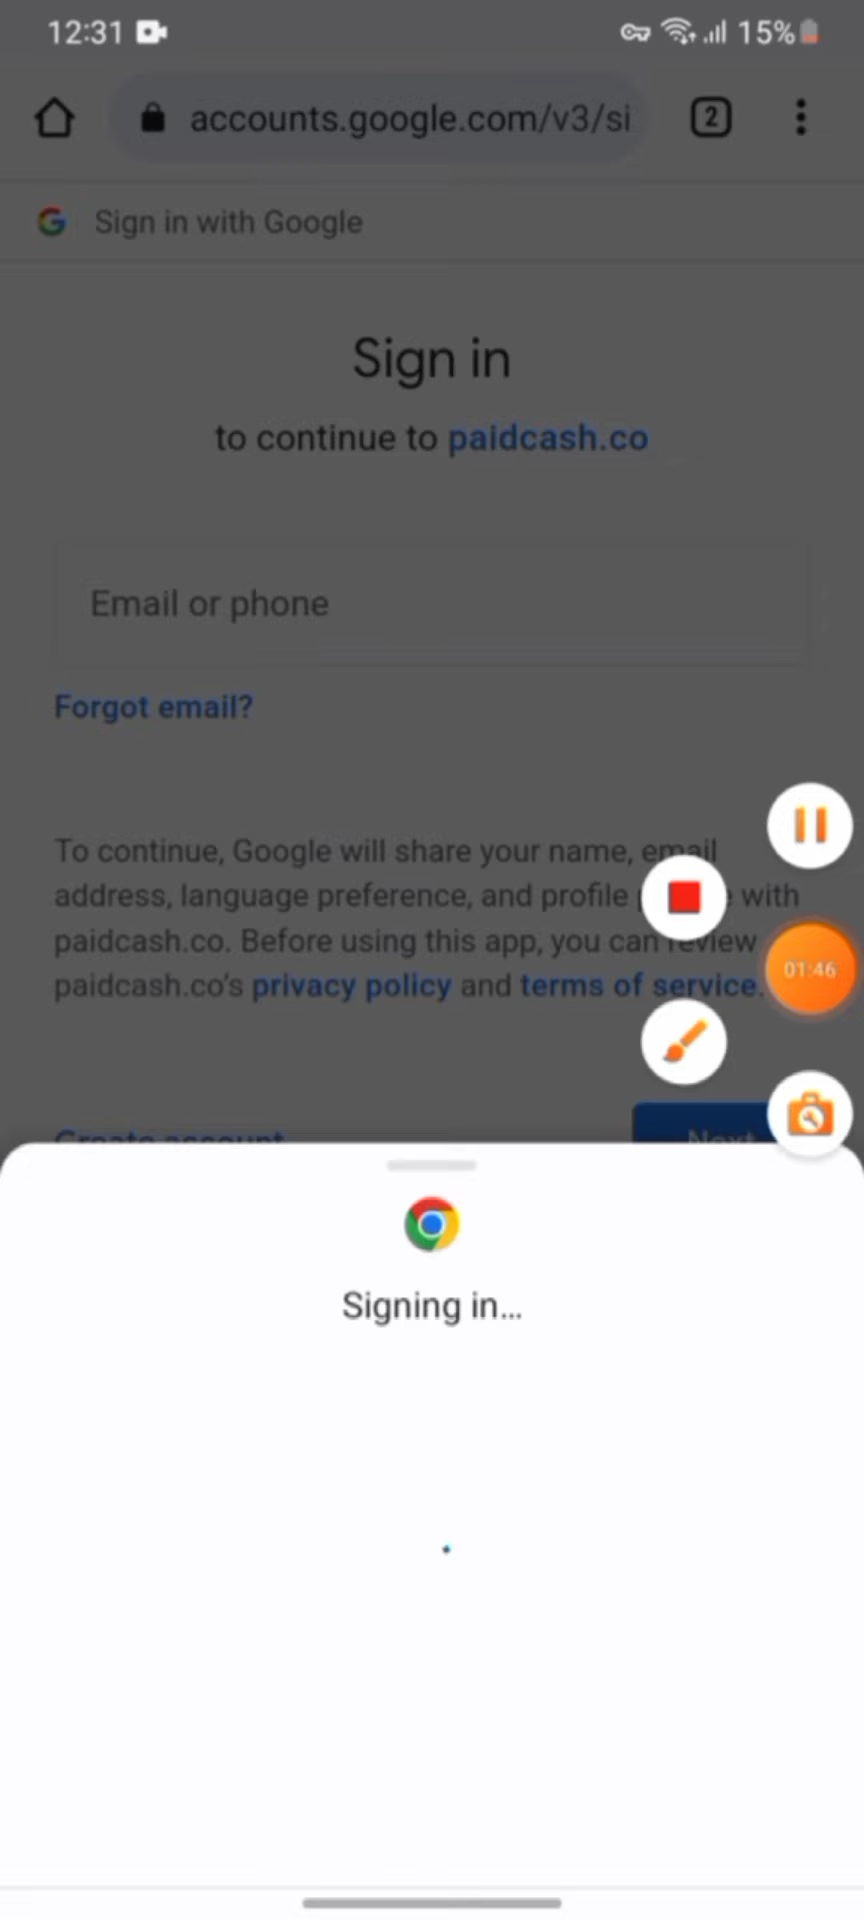 12:31 15%
accounts.google.com/v3/si 2
Sign in with Google
Sign in
to continue to paidcash.co
Email or phone
Forgot email?
To continue, Google will share your name, email
address, language preference, and profile with
paidcash.co. Before using this app, you can review
paidcash.co's privacy policy and terms of service.
01:46
Create account Next
Signing in...